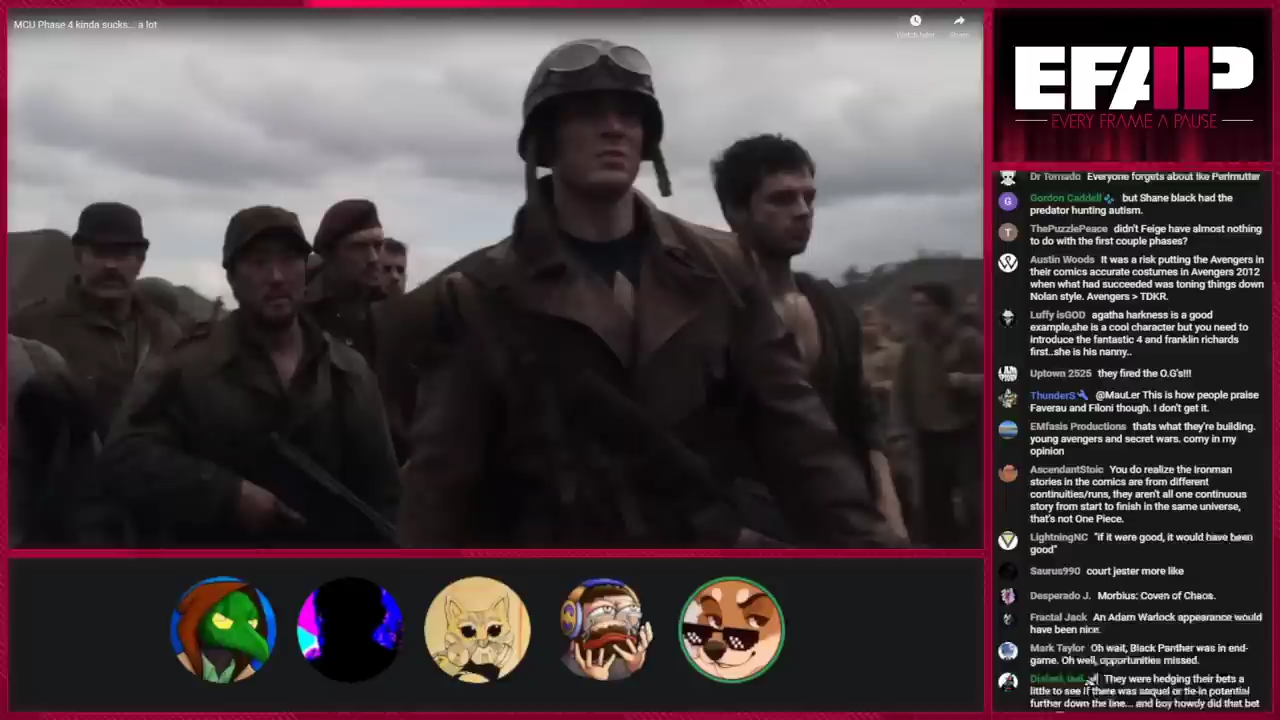 MCU Phase 4 kinda sucks... a lot
Watch later
Share
EFAP
EVERY FRAME A PAUSE
Dr Tornado Everyone forgets about Ike Perlmutter
Gordon Caddell but Shane black had the
predator hunting autism.
ThePuzzlePeace didn't Feige have almost nothing
to do with the first couple phases?
Austin Woods It was a risk putting the Avengers in
their comics accurate costumes in Avengers 2012
when what had succeeded was toning things down
Nolan style. Avengers > TDKR.
Luffy isGOD agatha harkness is a good
example,she is a cool character but you need to
introduce the fantastic 4 and franklin richards
first..she is his nanny..
Uptown 2525 they fired the O.G's!!!
ThunderS @MauLer This is how people praise
Faverau and Filoni though. I don't get it.
EMfasis Productions thats what they're building.
young avengers and secret wars. corny in my
opinion
AscendantStoic You do realize the Ironman
stories in the comics are from different
continuities/runs, they aren't all one continuous
story from start to finish in the same universe,
that's not One Piece.
LightningNC "if it were good, it would have been
good"
Saurus990 court jester more like
Desperado J. Morbius: Coven of Chaos.
Fractal Jack An Adam Warlock appearance would
have been nice.
Mark Taylor Oh wait, Black Panther was in end-
game. Oh well, opportunities missed.
They were hedging their bets a
little to see if there was sequel or tie-in potential
further down the line... and boy howdy did that bet